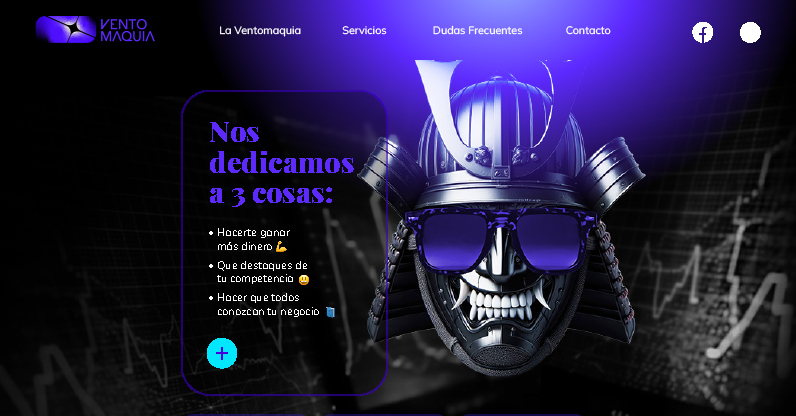 VENTO
MAQUIA
La Ventomaquia
Servicios
Dudas Frecuentes
Contacto
Nos
dedicamos
a 3 cosas:
• Hacerte ganar
más dinero 💪
• Que destaques de
tu competencia 😃
• Hacer que todos
conozcan tu negocio 📘
+